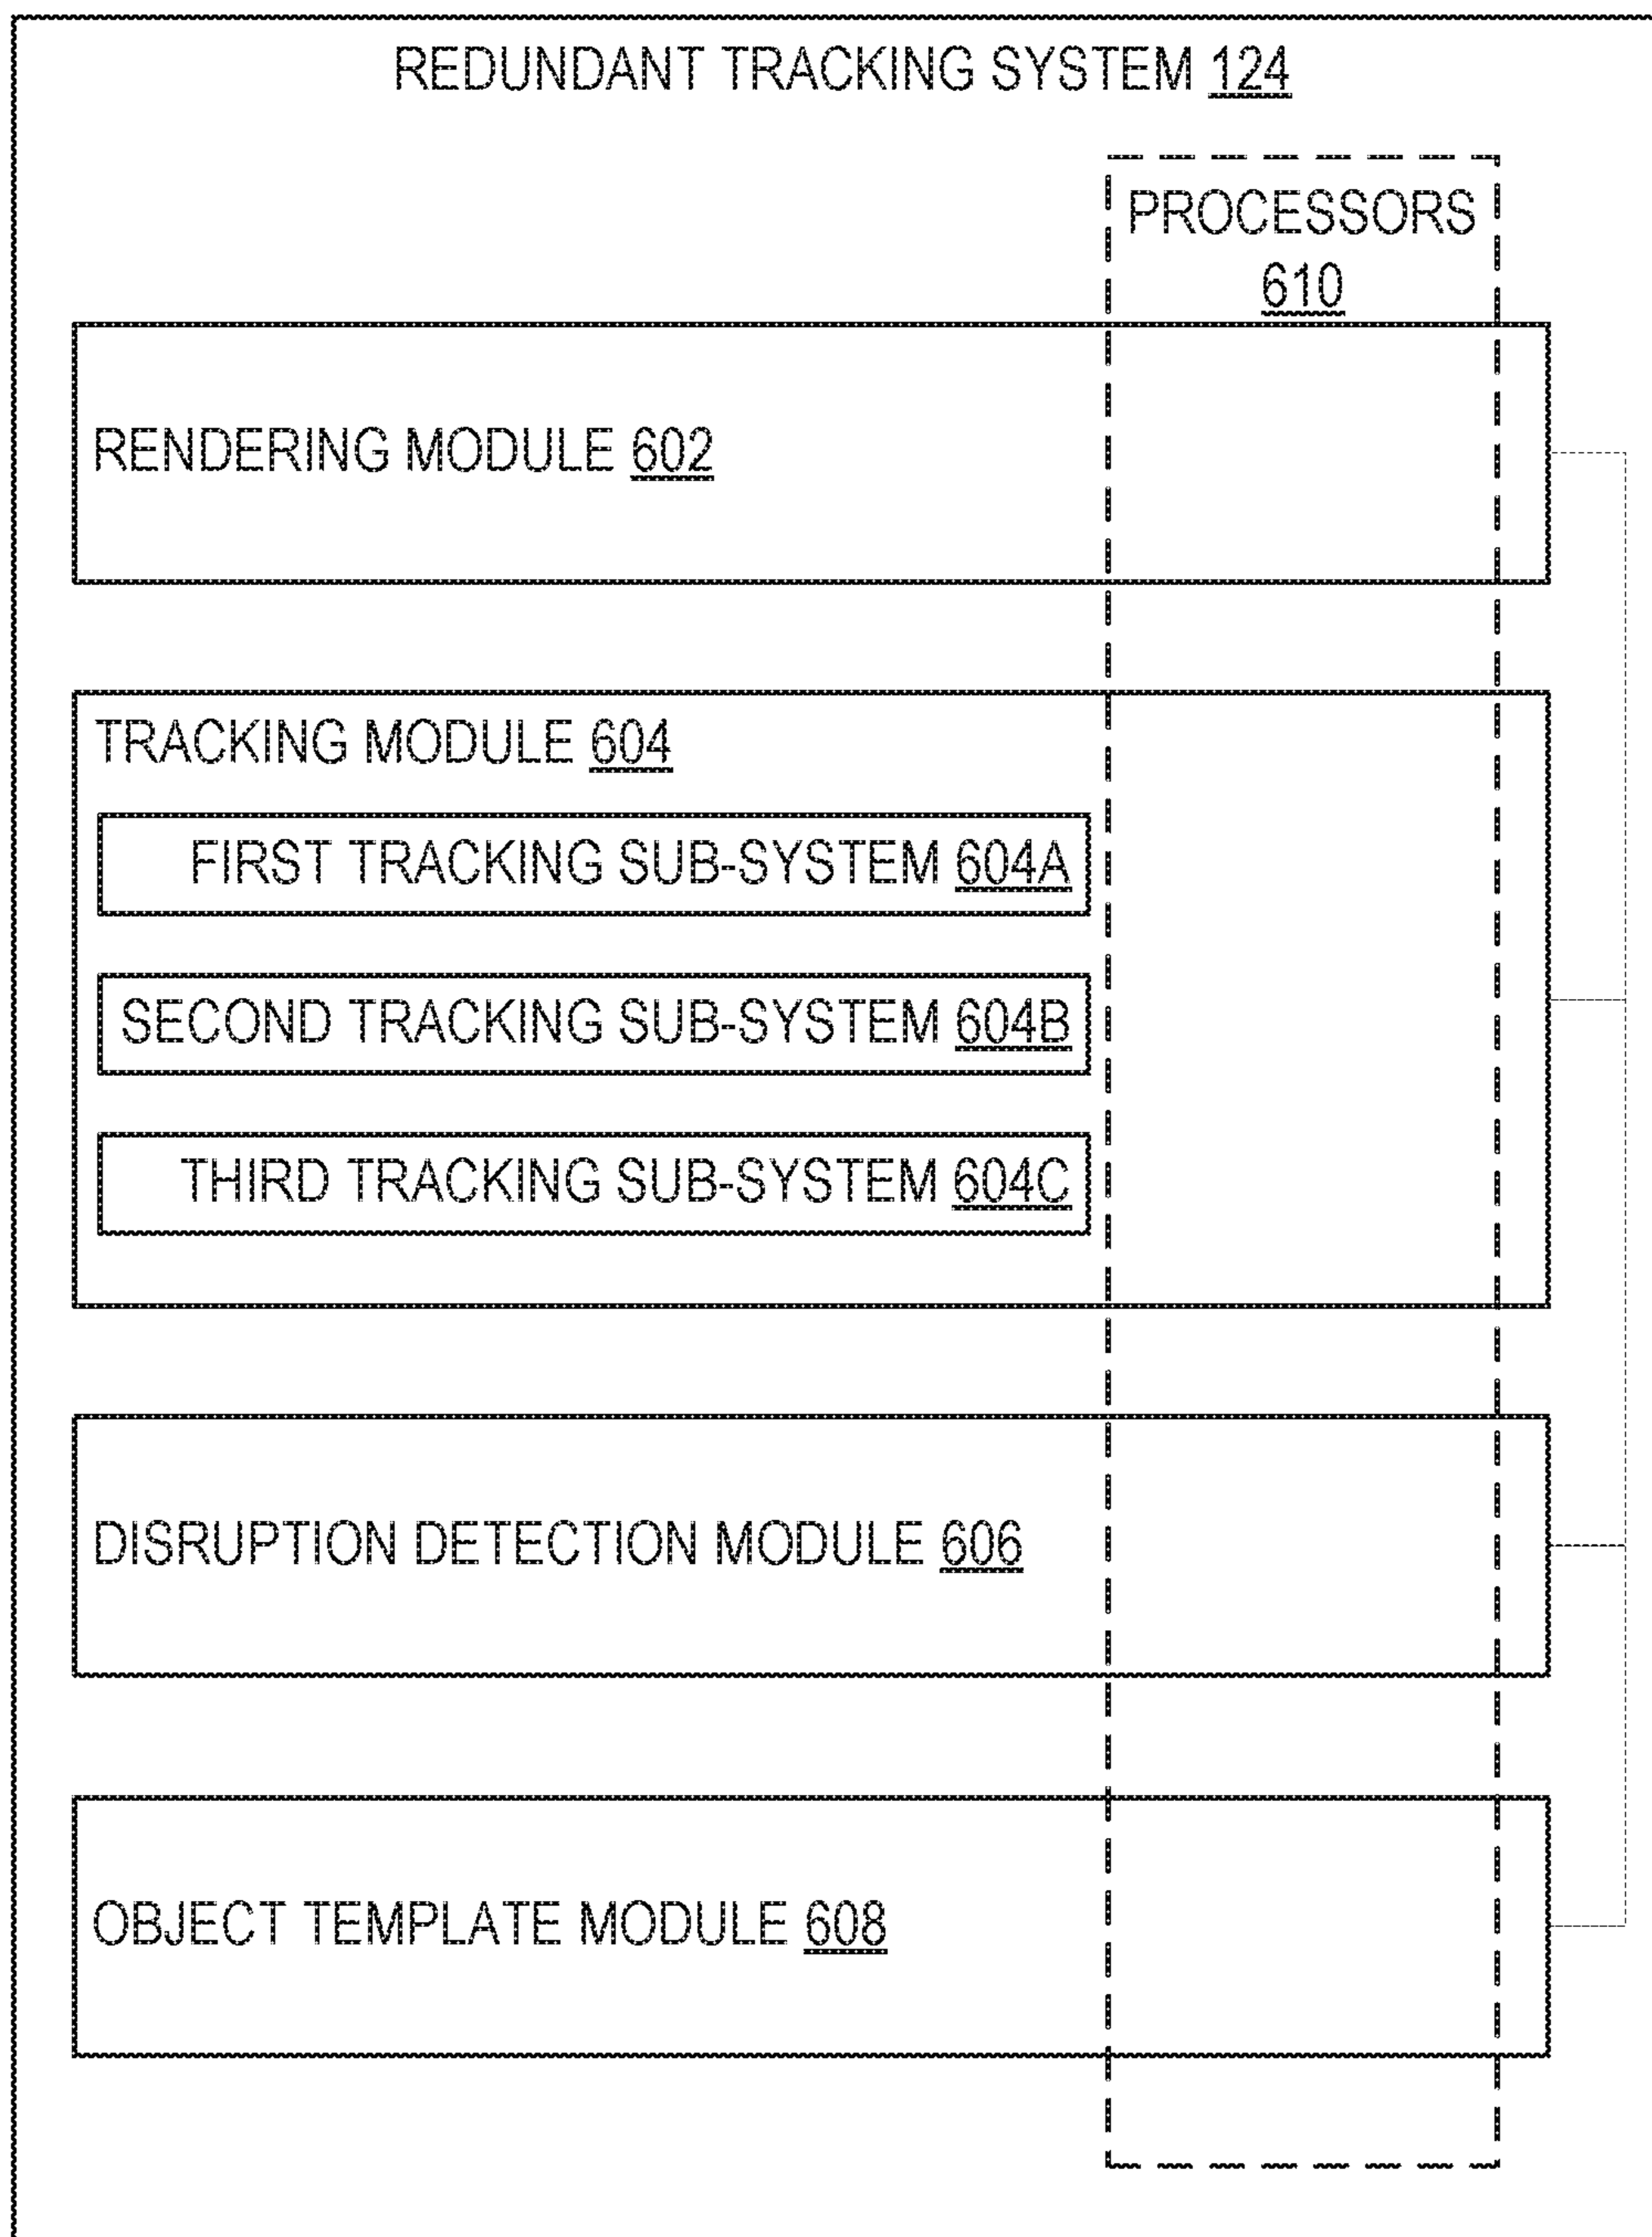 REDUNDANT TRACKING SYSTEM 124
PROCESSORS
610
RENDERING MODULE 602
TRACKING MODULE 604
FIRST TRACKING SUB-SYSTEM 604A
SECOND TRACKING SUB-SYSTEM 604B
THIRD TRACKING SUB-SYSTEM 604C
DISRUPTION DETECTION MODULE 606
OBJECT TEMPLATE MODULE 608